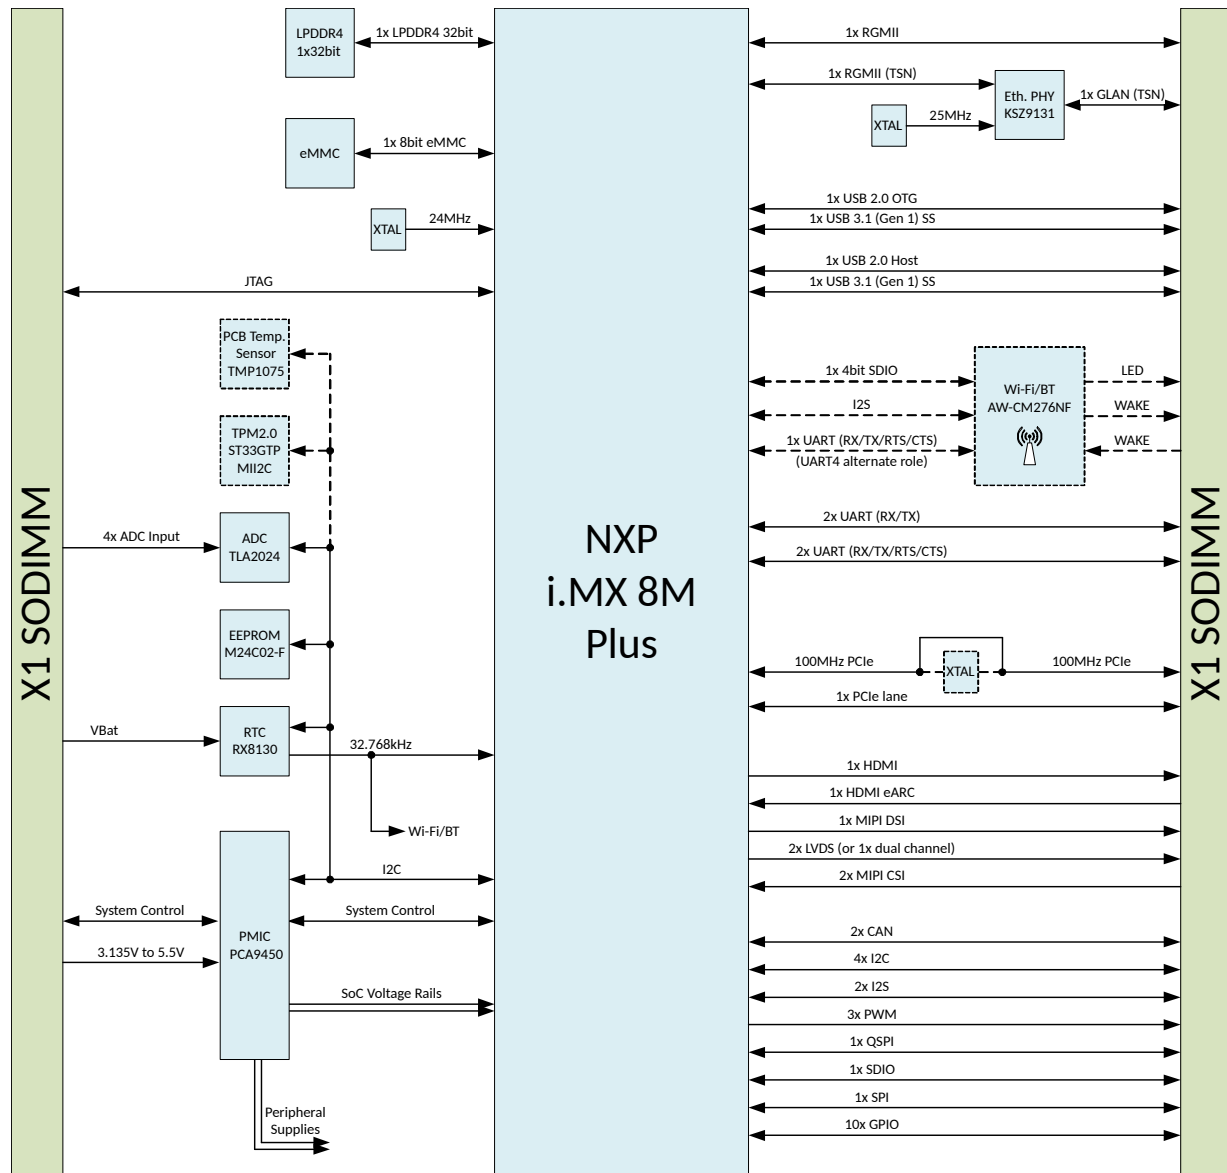 X1 SODIMM
LPDDR4
1x32bit
1x LPDDR4 32bit
eMMC
1x 8bit eMMC
XTAL
24MHz
JTAG
PCB Temp.
Sensor
TMP1075
TPM2.0
ST33GTP
MII2C
4x ADC Input
ADC
TLA2024
EEPROM
M24C02-F
VBat
RTC
RX8130
32.768kHz
Wi-Fi/BT
I2C
System Control
System Control
PMIC
PCA9450
3.135V to 5.5V
SoC Voltage Rails
Peripheral
Supplies
NXP
i.MX 8M
Plus
1x RGMII
1x RGMII (TSN)
Eth. PHY
KSZ9131
1x GLAN (TSN)
XTAL
25MHz
1x USB 2.0 OTG
1x USB 3.1 (Gen 1) SS
1x USB 2.0 Host
1x USB 3.1 (Gen 1) SS
1x 4bit SDIO
I2S
1x UART (RX/TX/RTS/CTS)
(UART4 alternate role)
Wi-Fi/BT
AW-CM276NF
LED
WAKE
WAKE
2x UART (RX/TX)
2x UART (RX/TX/RTS/CTS)
100MHz PCIe
XTAL
100MHz PCIe
1x PCIe lane
1x HDMI
1x HDMI eARC
1x MIPI DSI
2x LVDS (or 1x dual channel)
2x MIPI CSI
2x CAN
4x I2C
2x I2S
3x PWM
1x QSPI
1x SDIO
1x SPI
10x GPIO
X1 SODIMM